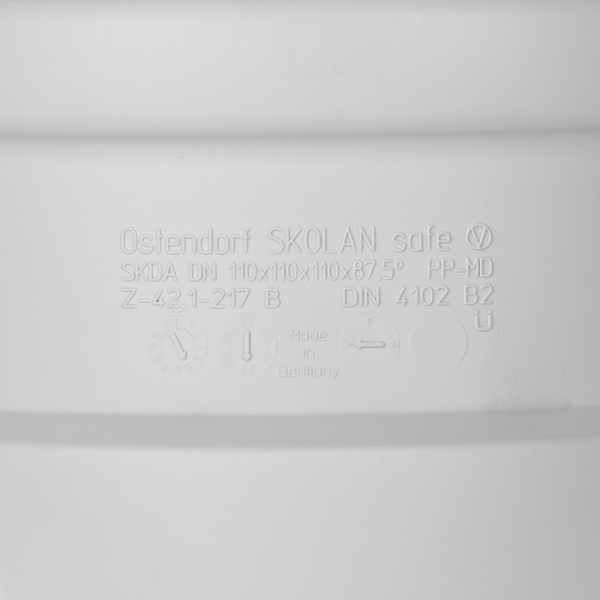 Ostendorf SKOLAN safe Ⓥ
SKDA DN 110x110x110x87,5° PP-MD
Z-42.1-217 B DIN 4102 B2
Ü
Made
in
Germany